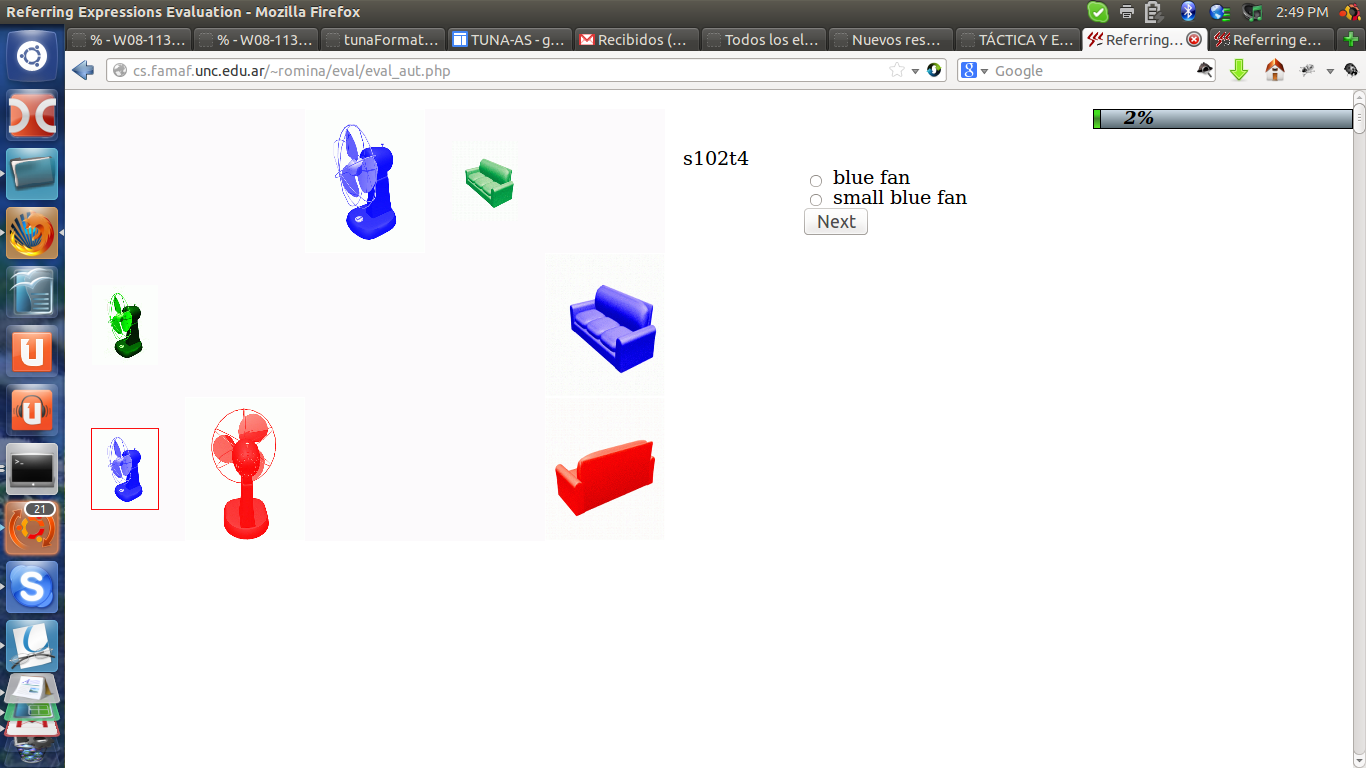 Referring Expressions Evaluation - Mozilla Firefox
2:49 PM
% - W08-113...
% - W08-113...
tunaFormat...
TUNA-AS - g...
Recibidos (...
Todos los el...
Nuevos res...
TÁCTICA Y E...
Referring...
Referring e...
cs.famaf.unc.edu.ar/~romina/eval/eval_aut.php
Google
2%
s102t4
blue fan
small blue fan
Next
21